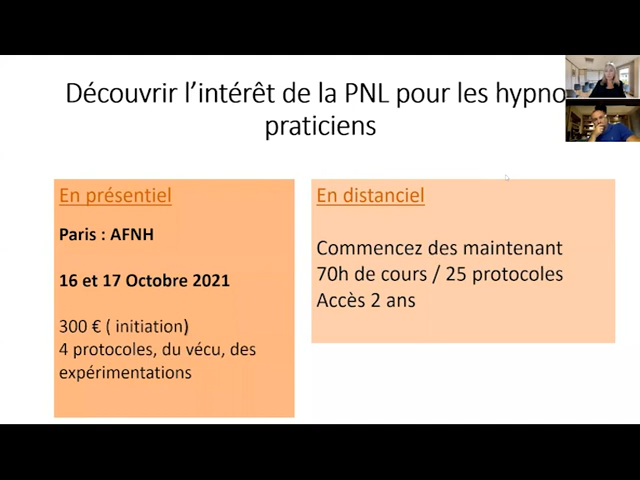 Découvrir l'intérêt de la PNL pour les hypno
praticiens
En présentiel
Paris : AFNH
16 et 17 Octobre 2021
300 € ( initiation)
4 protocoles, du vécu, des
expérimentations
En distanciel
Commencez des maintenant
70h de cours / 25 protocoles
Accès 2 ans